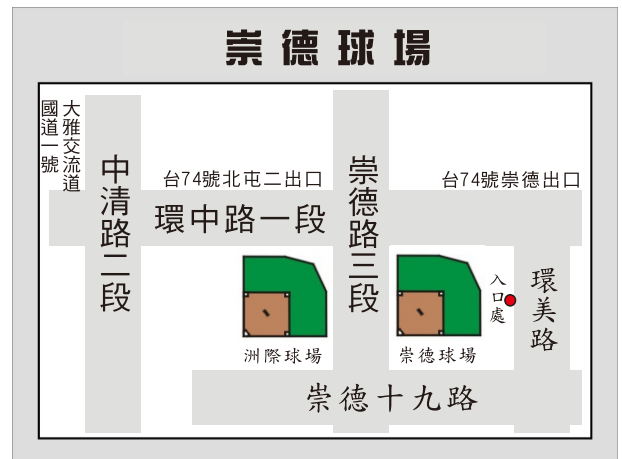 崇德球場
國道一號
大雅交流道
中清路二段
台74號北屯二出口
環中路一段
崇德路三段
台74號崇德出口
洲際球場
崇德球場
入口處
環美路
崇德十九路